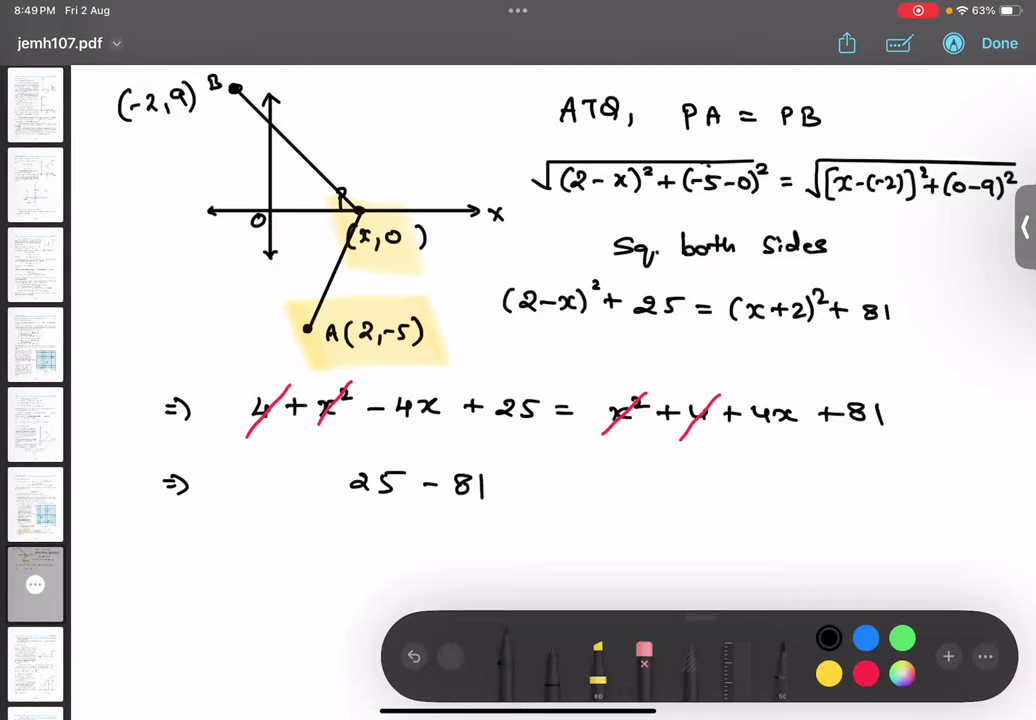 8:49 PM Fri 2 Aug
63%
jemh107.pdf
Done
(-2, 9) B
P
O
x
(x, 0)
A(2, -5)
ATQ, PA = PB
√(2-x)² + (-5-0)² = √[x-(-2)]² + (0-9)²
Sq. both sides
(2-x)² + 25 = (x+2)² + 81
⇒ 4 + x² - 4x + 25 = x² + 4 + 4x + 81
⇒ 25 - 81
80
50